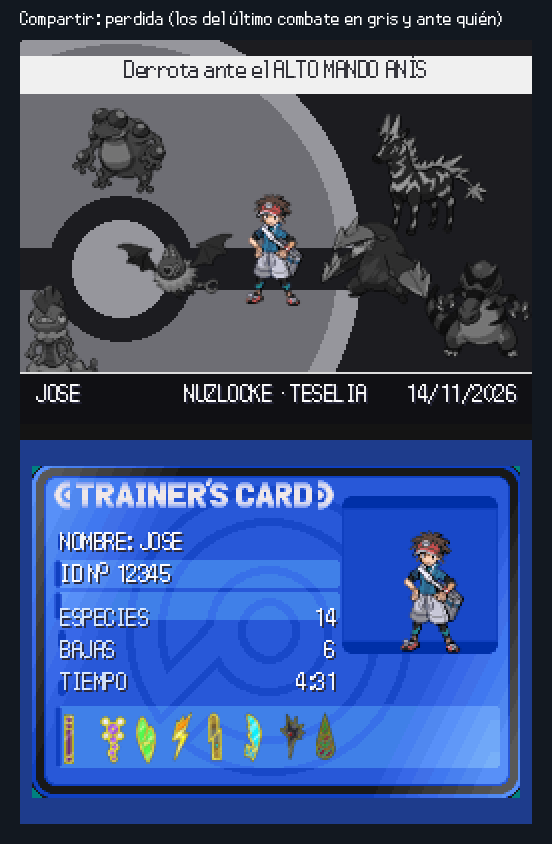 Compartir: perdida (los del último combate en gris y ante quién)
Derrota ante el ALTO MANDO ANÍS
JOSE NUZLOCKE · TESELIA 14/11/2026
TRAINER'S CARD
NOMBRE: JOSE
ID Nº 12345
ESPECIES 14
BAJAS 6
TIEMPO 4:31